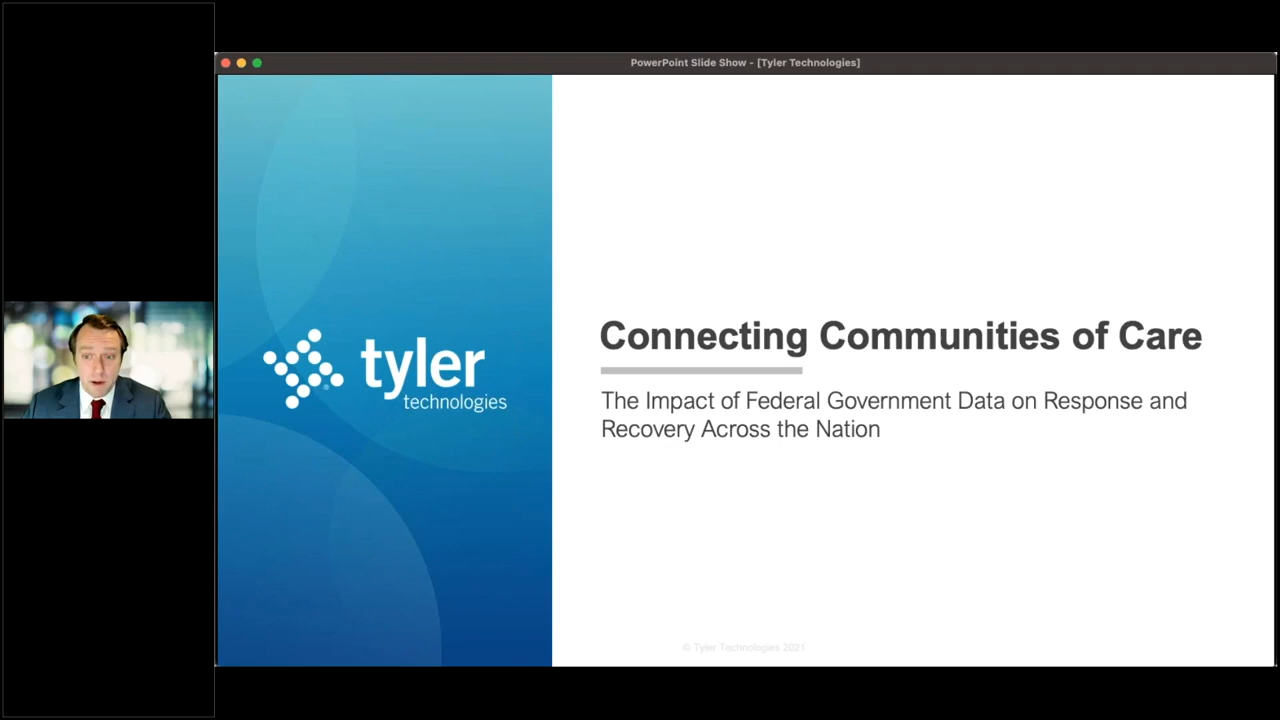 PowerPoint Slide Show - [Tyler Technologies]
tyler
technologies
Connecting Communities of Care
The Impact of Federal Government Data on Response and
Recovery Across the Nation
© Tyler Technologies 2021